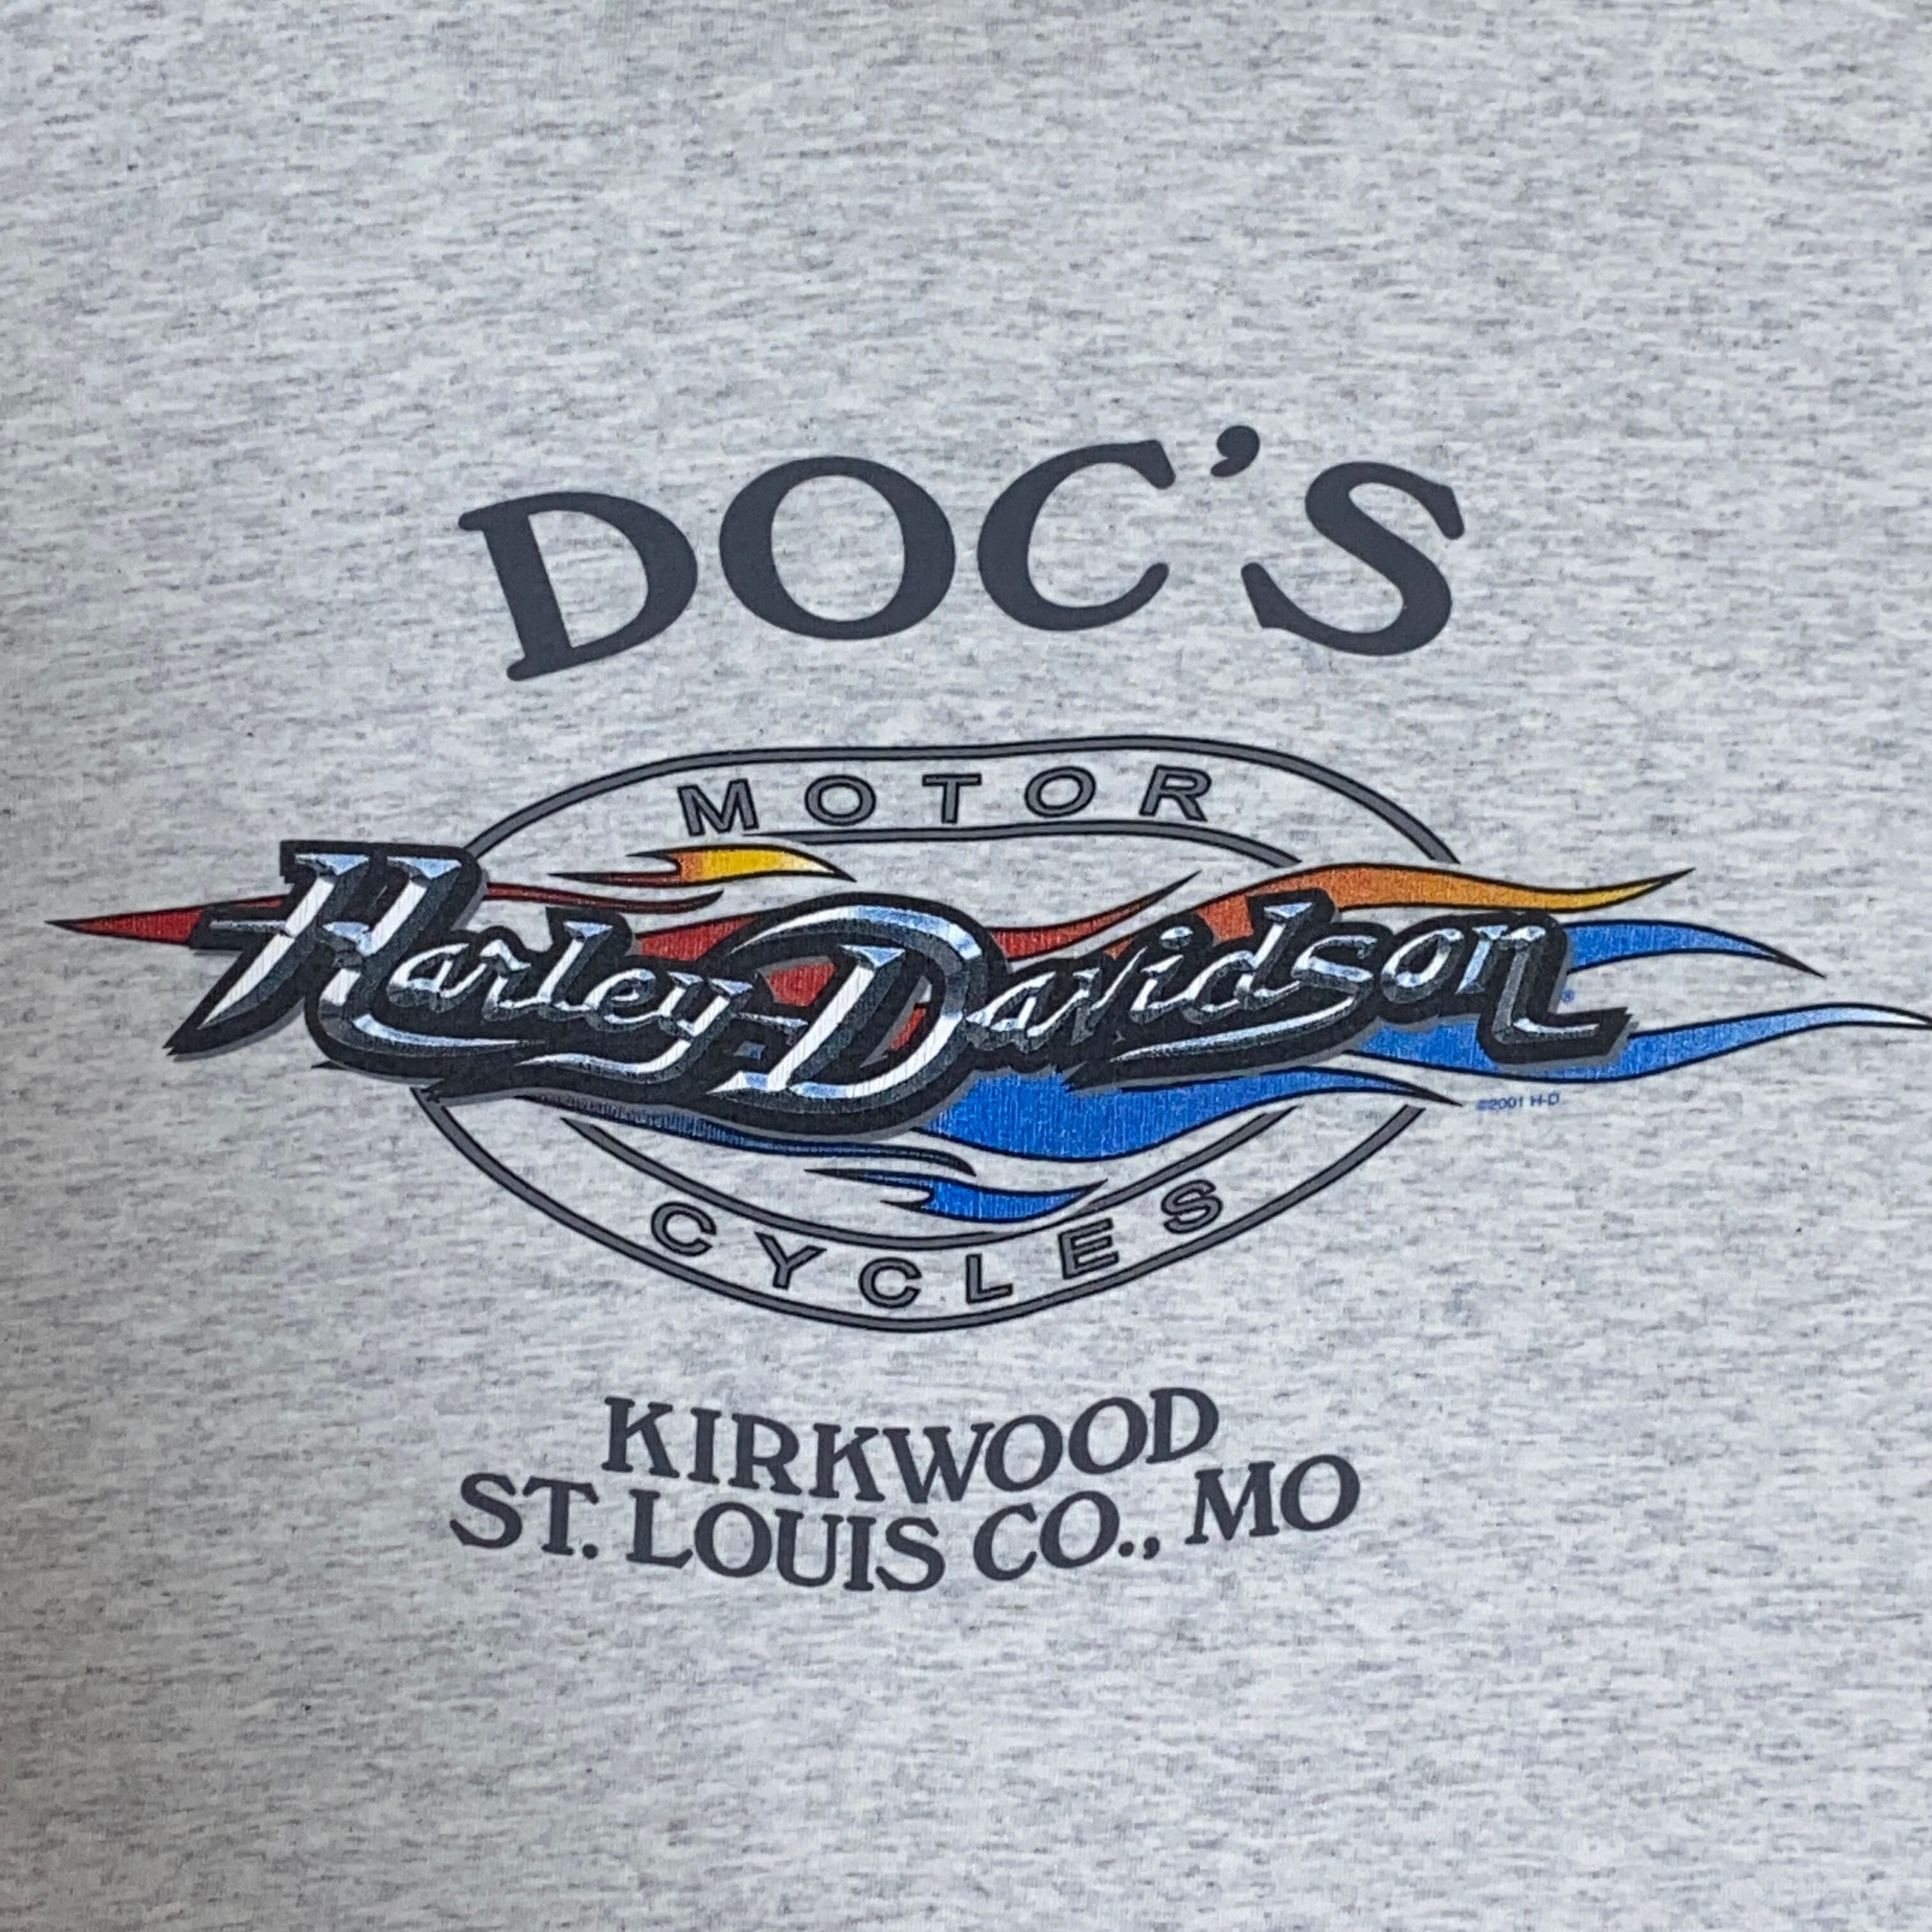 DOC'S
MOTOR
Harley-Davidson®
©2001 H-D
CYCLES
KIRKWOOD
ST. LOUIS CO., MO